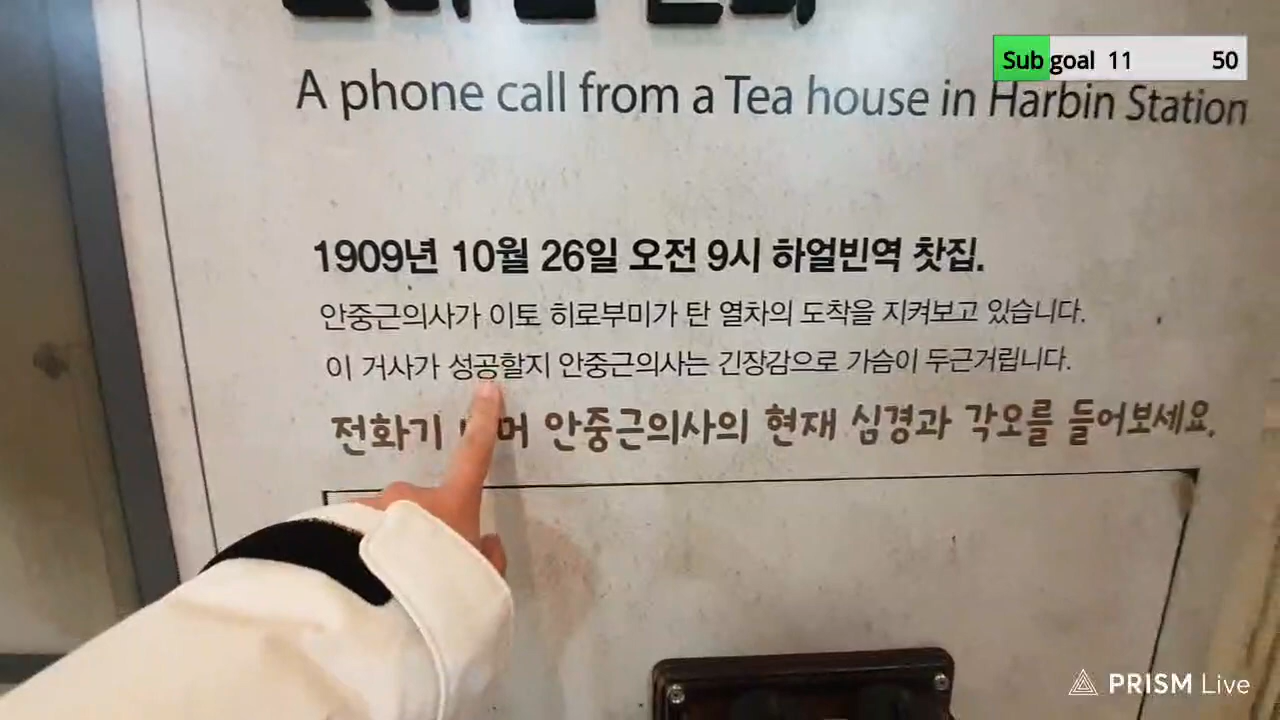 Sub goal 11 50
A phone call from a Tea house in Harbin Station
1909년 10월 26일 오전 9시 하얼빈역 찻집.
안중근의사가 이토 히로부미가 탄 열차의 도착을 지켜보고 있습니다.
이 거사가 성공할지 안중근의사는 긴장감으로 가슴이 두근거립니다.
전화기 안중근의사의 현재 심경과 각오를 들어보세요.
PRISM Live